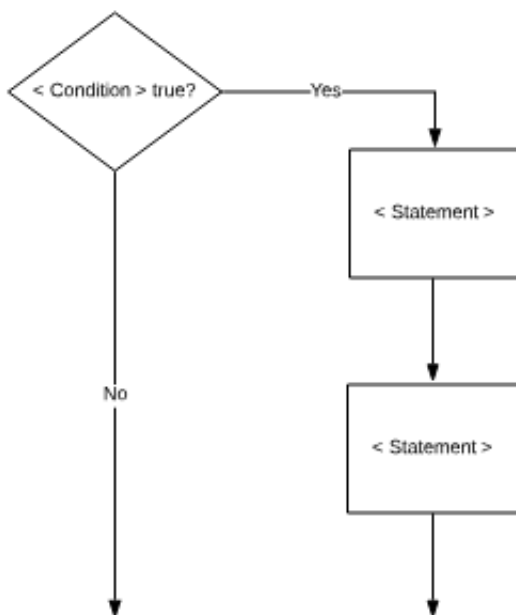 < Condition > true?
Yes
< Statement >
No
< Statement >